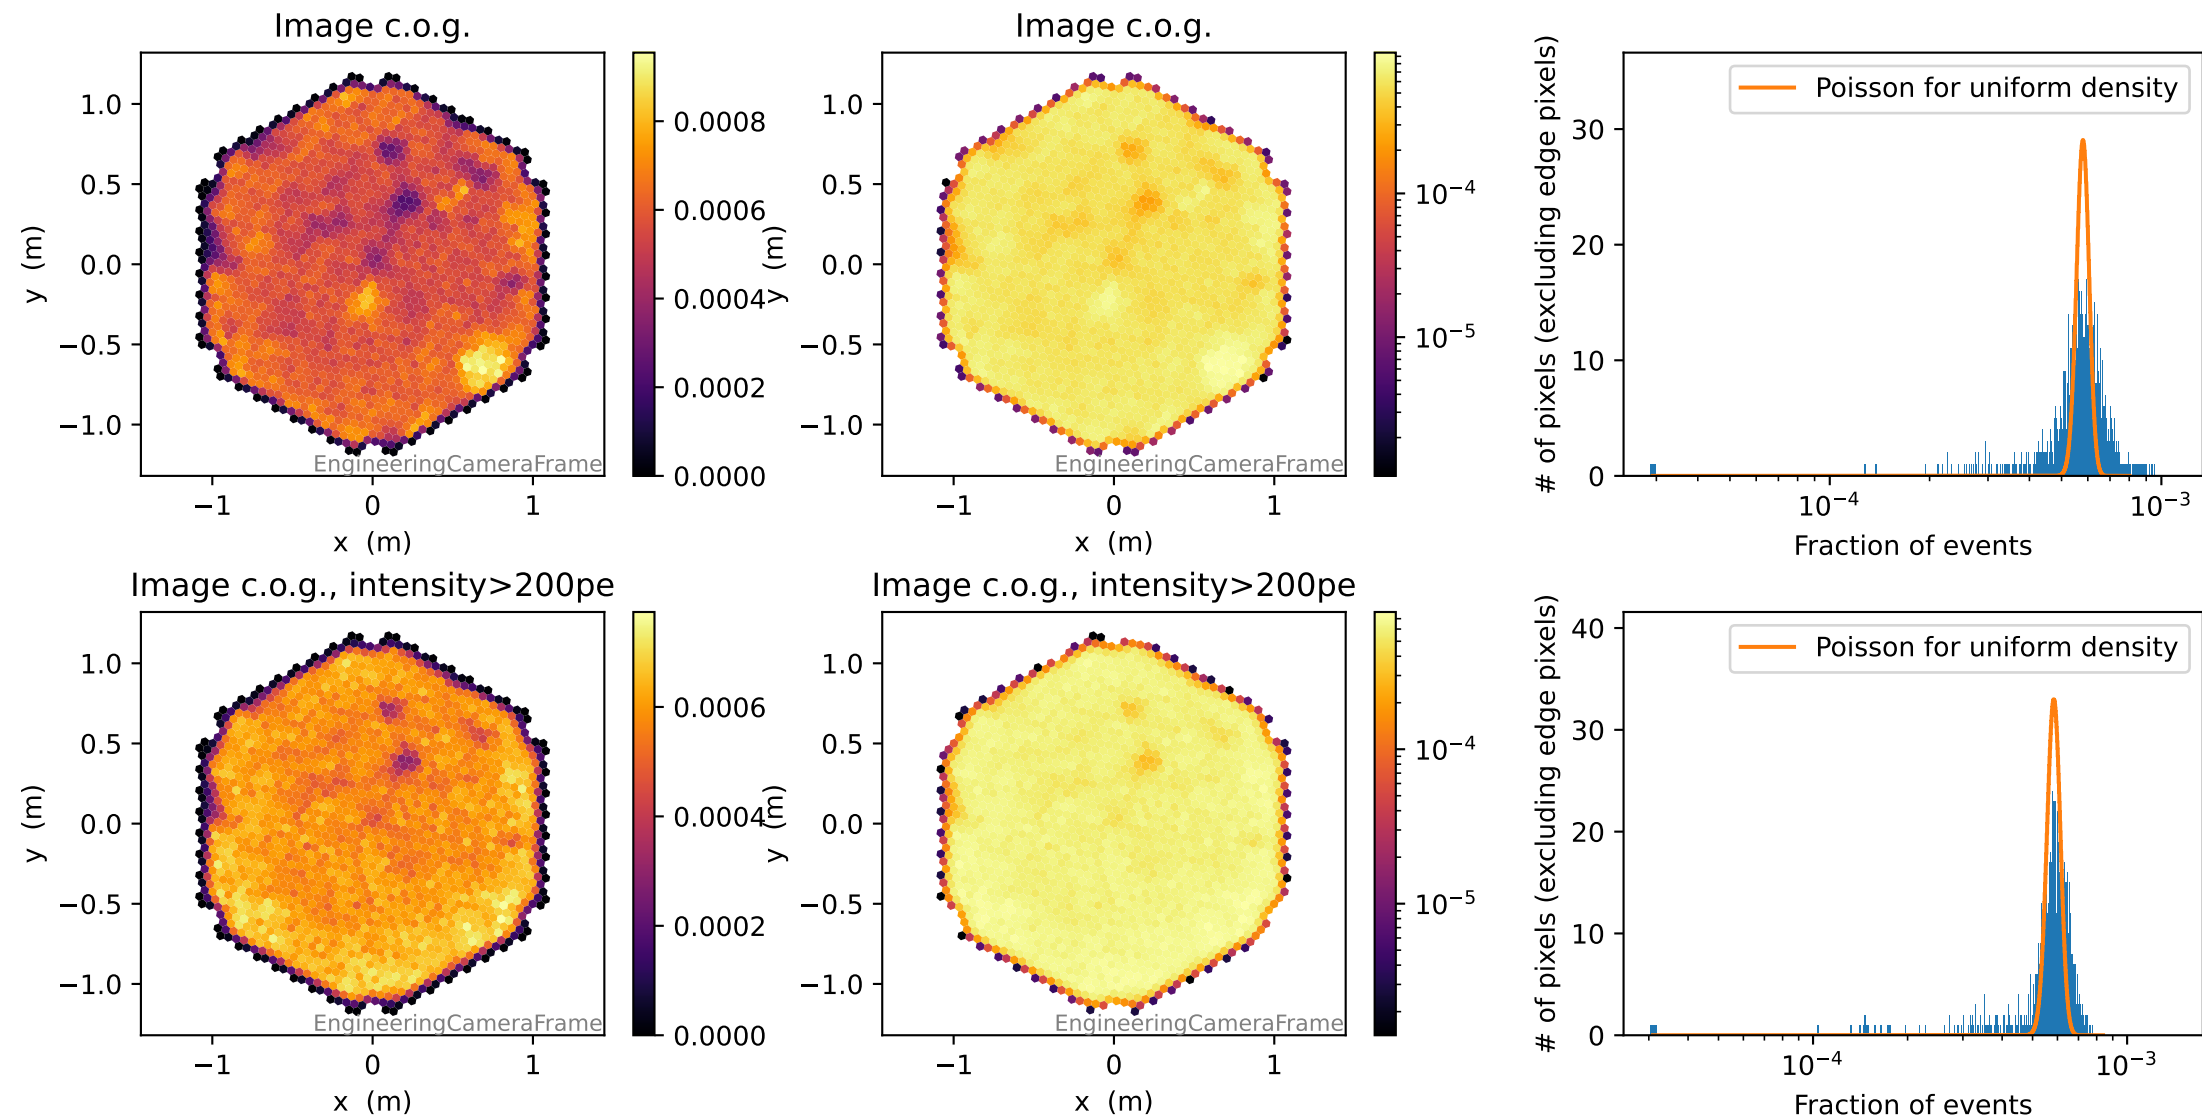 Image c.o.g.
1.0
0.5
0.0
−0.5
−1.0
y (m)
−1
0
1
x (m)
EngineeringCameraFrame
0.0008
0.0006
0.0004
0.0002
0.0000
Image c.o.g.
1.0
0.5
0.0
−0.5
−1.0
y (m)
−1
0
1
x (m)
EngineeringCameraFrame
10⁻⁴
10⁻⁵
# of pixels (excluding edge pixels)
30
20
10
0
Poisson for uniform density
10⁻⁴
10⁻³
Fraction of events
Image c.o.g., intensity>200pe
1.0
0.5
0.0
−0.5
−1.0
y (m)
−1
0
1
x (m)
EngineeringCameraFrame
0.0006
0.0004
0.0002
0.0000
Image c.o.g., intensity>200pe
1.0
0.5
0.0
−0.5
−1.0
y (m)
−1
0
1
x (m)
EngineeringCameraFrame
10⁻⁴
10⁻⁵
# of pixels (excluding edge pixels)
40
30
20
10
0
Poisson for uniform density
10⁻⁴
10⁻³
Fraction of events